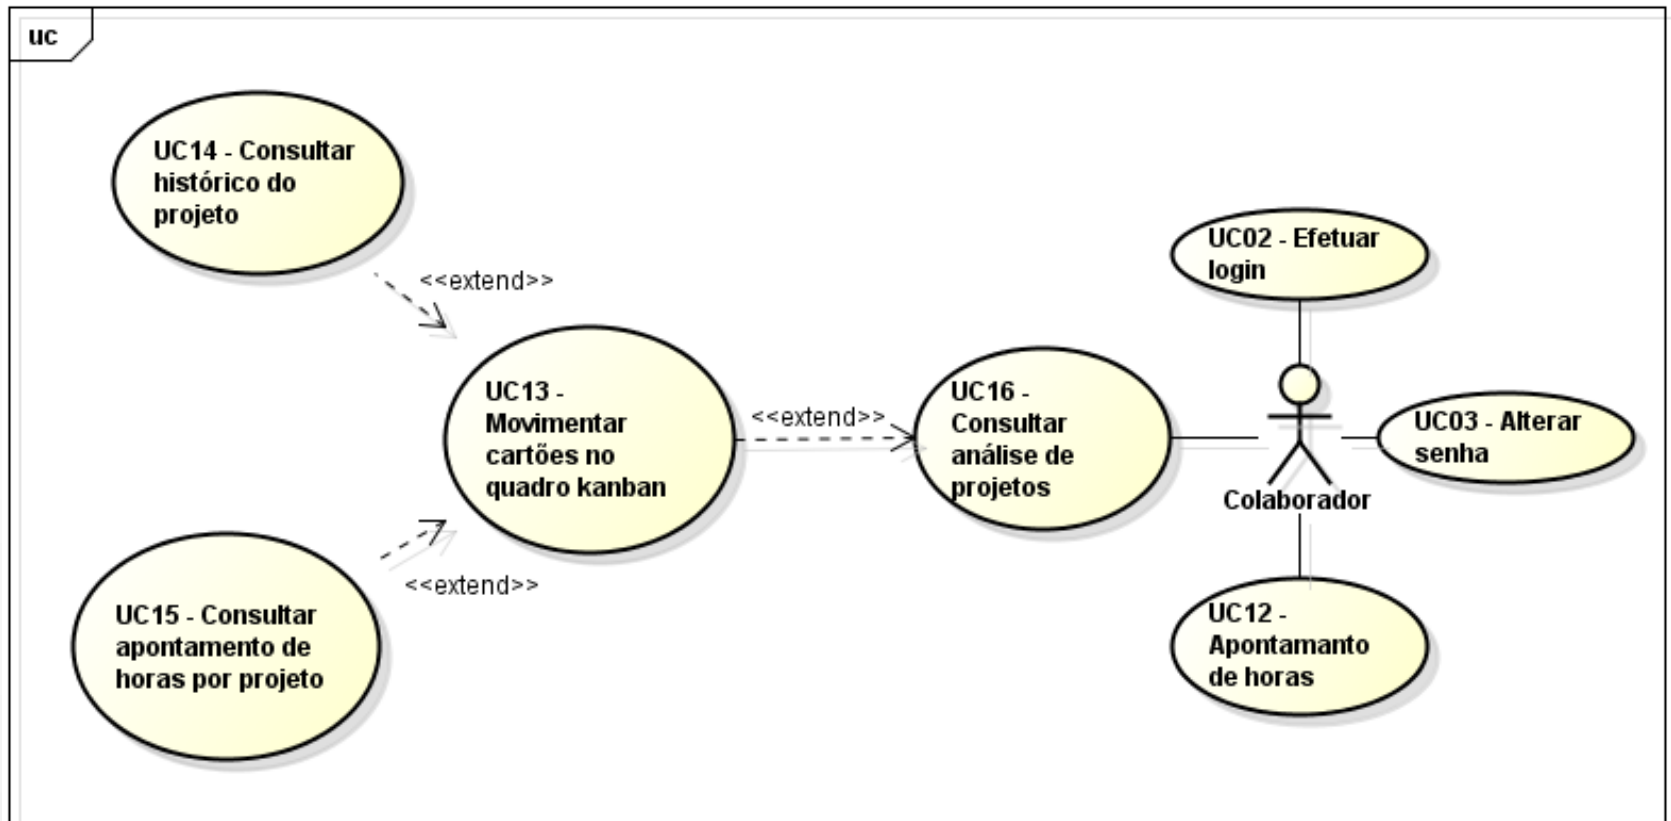 uc
UC14 - Consultar
histórico do
projeto
<<extend>>
UC13 -
Movimentar
cartões no
quadro kanban
<<extend>>
UC15 - Consultar
apontamento de
horas por projeto
<<extend>>
UC16 -
Consultar
análise de
projetos
UC02 - Efetuar
login
UC03 - Alterar
senha
Colaborador
UC12 -
Apontamanto
de horas